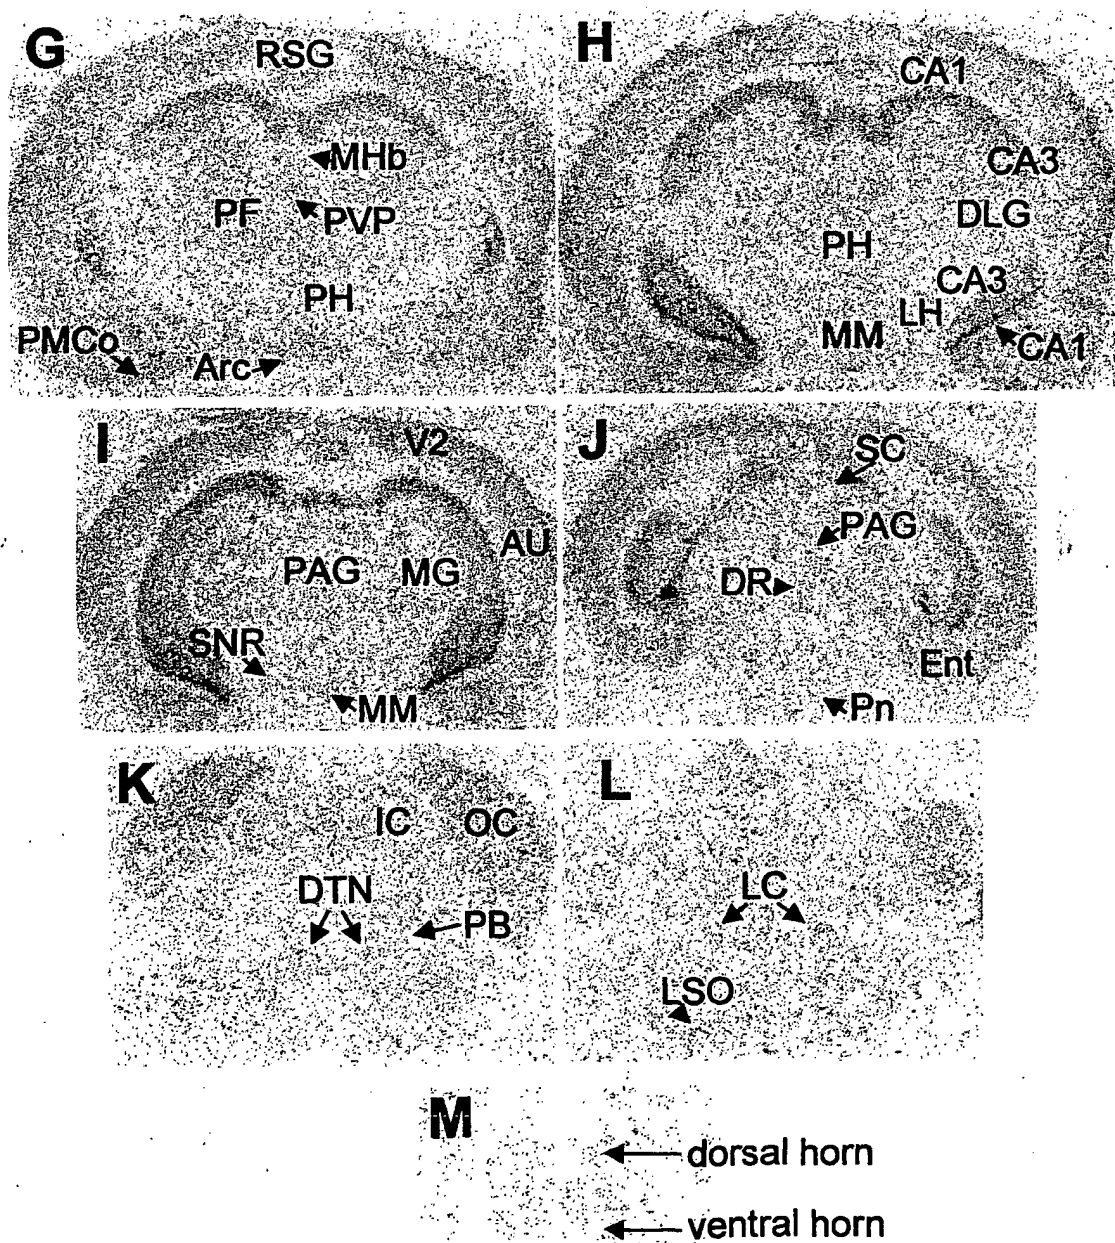 G
RSG
MHb
PF
PVP
PH
PMCo
Arc
H
CA1
CA3
DLG
PH
CA3
LH
MM
CA1
I
V2
AU
PAG
MG
SNR
MM
J
SC
PAG
DR
Ent
Pn
K
IC
OC
DTN
PB
L
LC
LSO
M
dorsal horn
ventral horn